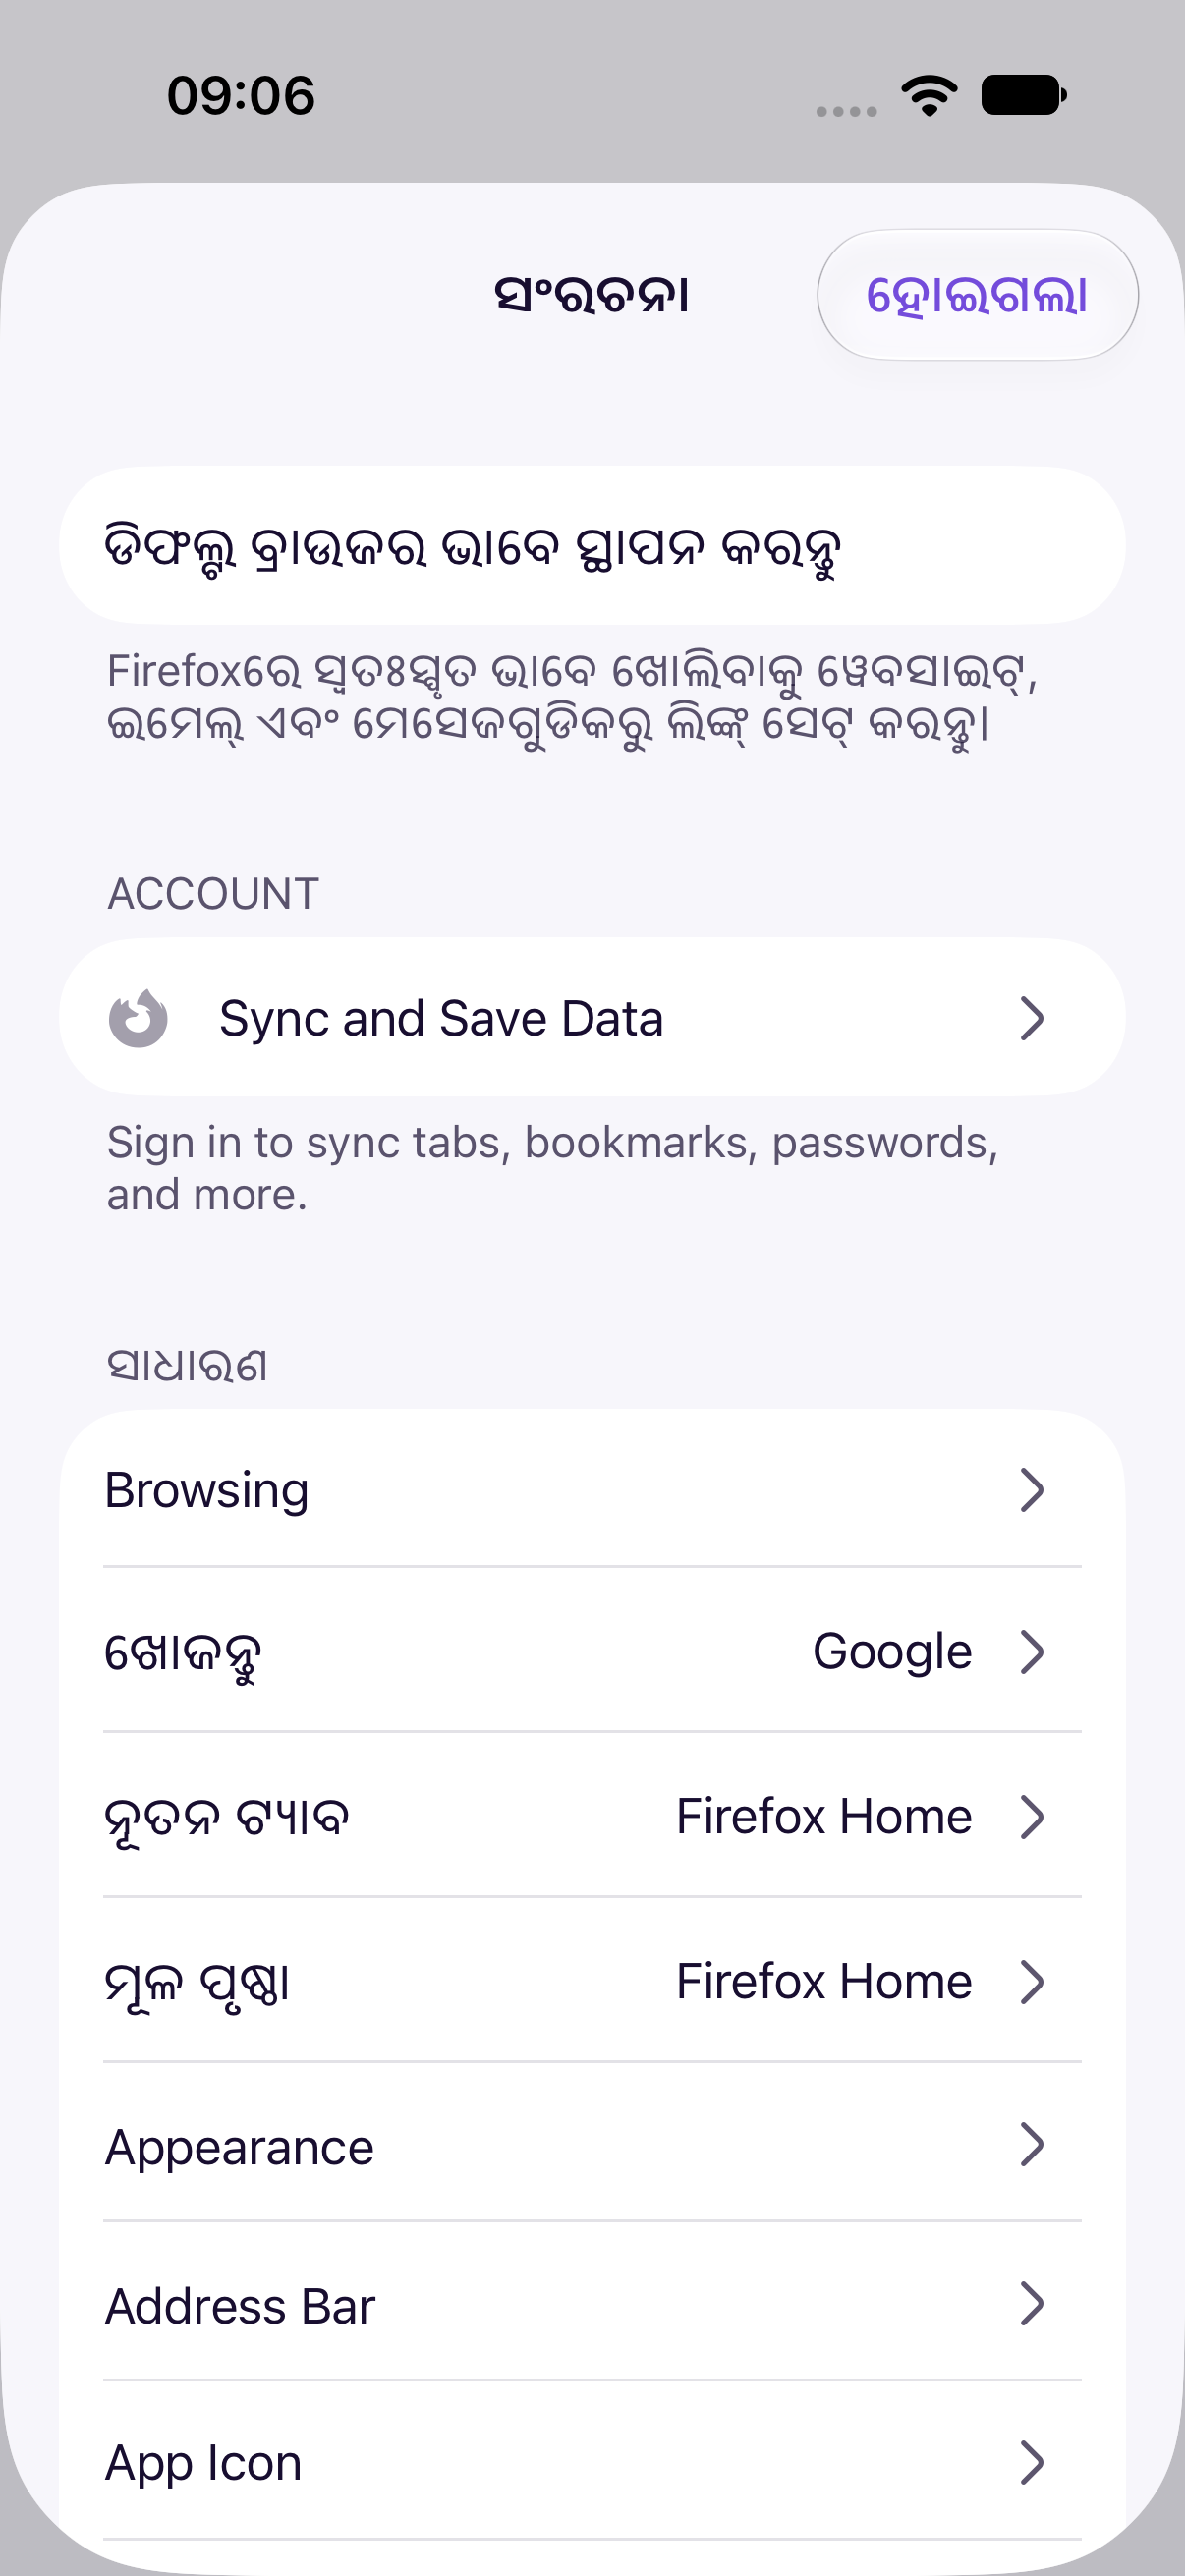 09:06
ସଂରଚନା
ହୋଇଗଲା
ଡିଫଲ୍ଟ ବ୍ରାଉଜର ଭାବେ ସ୍ଥାପନ କରନ୍ତୁ
Firefoxରେ ସ୍ୱତଃସ୍ପୃତ ଭାବେ ଖୋଲିବାକୁ ୱେବସାଇଟ୍,
ଇମେଲ୍ ଏବଂ ମେସେଜଗୁଡିକରୁ ଲିଙ୍କ୍ ସେଟ୍ କରନ୍ତୁ।
ACCOUNT
Sync and Save Data
Sign in to sync tabs, bookmarks, passwords,
and more.
ସାଧାରଣ
Browsing
ଖୋଜନ୍ତୁ Google
ନୂତନ ଟ୍ୟାବ Firefox Home
ମୂଳ ପୃଷ୍ଠା Firefox Home
Appearance
Address Bar
App Icon